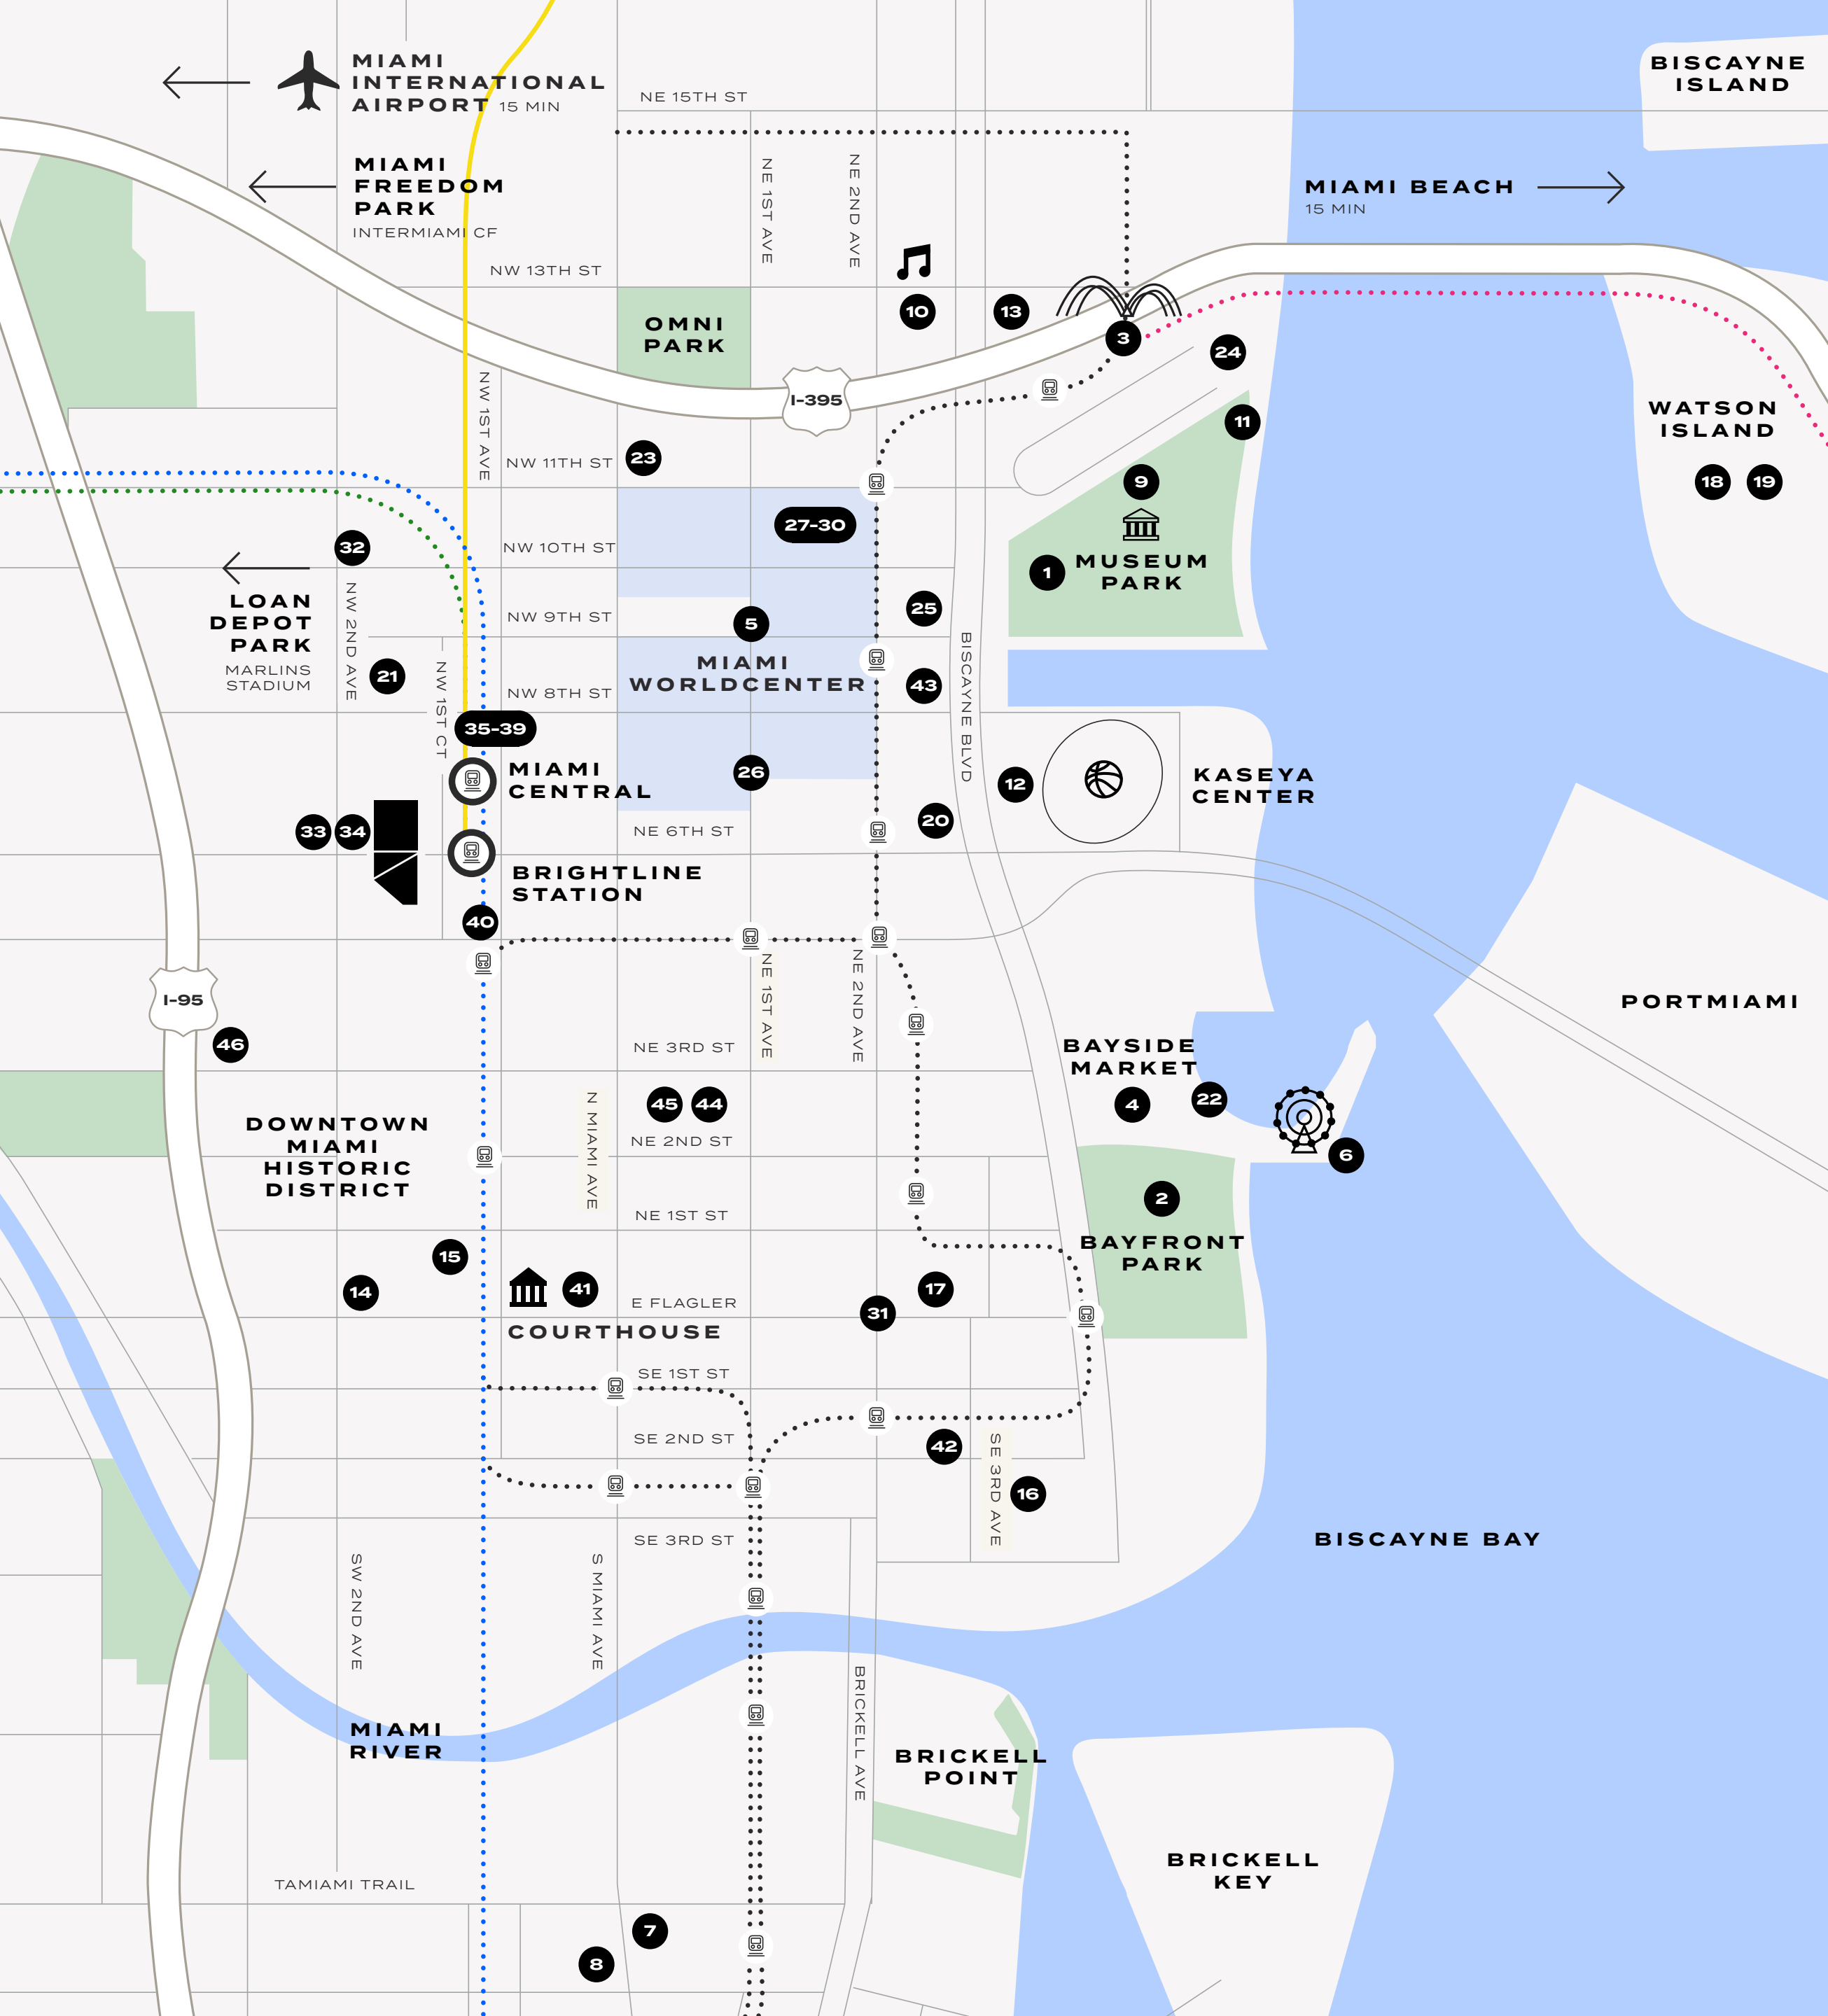 MIAMI
INTERNATIONAL
AIRPORT 15 MIN
BISCAYNE
ISLAND
NE 15TH ST
MIAMI
FREEDOM
PARK
INTERMIAMI CF
NE 1ST AVE
NE 2ND AVE
MIAMI BEACH
15 MIN
NW 13TH ST
10
13
OMNI
PARK
3
24
I-395
NW 1ST AVE
11
WATSON
ISLAND
NW 11TH ST
23
9
18
19
27-30
32
NW 10TH ST
1
MUSEUM
PARK
LOAN
DEPOT
PARK
MARLINS
STADIUM
NW 2ND AVE
21
NW 9TH ST
5
25
MIAMI
WORLDCENTER
43
BISCAYNE BLVD
NW 1ST CT
NW 8TH ST
35-39
MIAMI
CENTRAL
26
12
KASEYA
CENTER
33
34
NE 6TH ST
20
BRIGHTLINE
STATION
40
I-95
NE 1ST AVE
NE 2ND AVE
PORTMIAMI
46
NE 3RD ST
BAYSIDE
MARKET
4
22
45
44
N MIAMI AVE
DOWNTOWN
MIAMI
HISTORIC
DISTRICT
NE 2ND ST
6
2
NE 1ST ST
BAYFRONT
PARK
15
14
41
E FLAGLER
31
17
COURTHOUSE
SE 1ST ST
SE 2ND ST
42
SE 3RD AVE
16
SE 3RD ST
BISCAYNE BAY
SW 2ND AVE
S MIAMI AVE
MIAMI
RIVER
BRICKELL AVE
BRICKELL
POINT
BRICKELL
KEY
TAMIAMI TRAIL
7
8